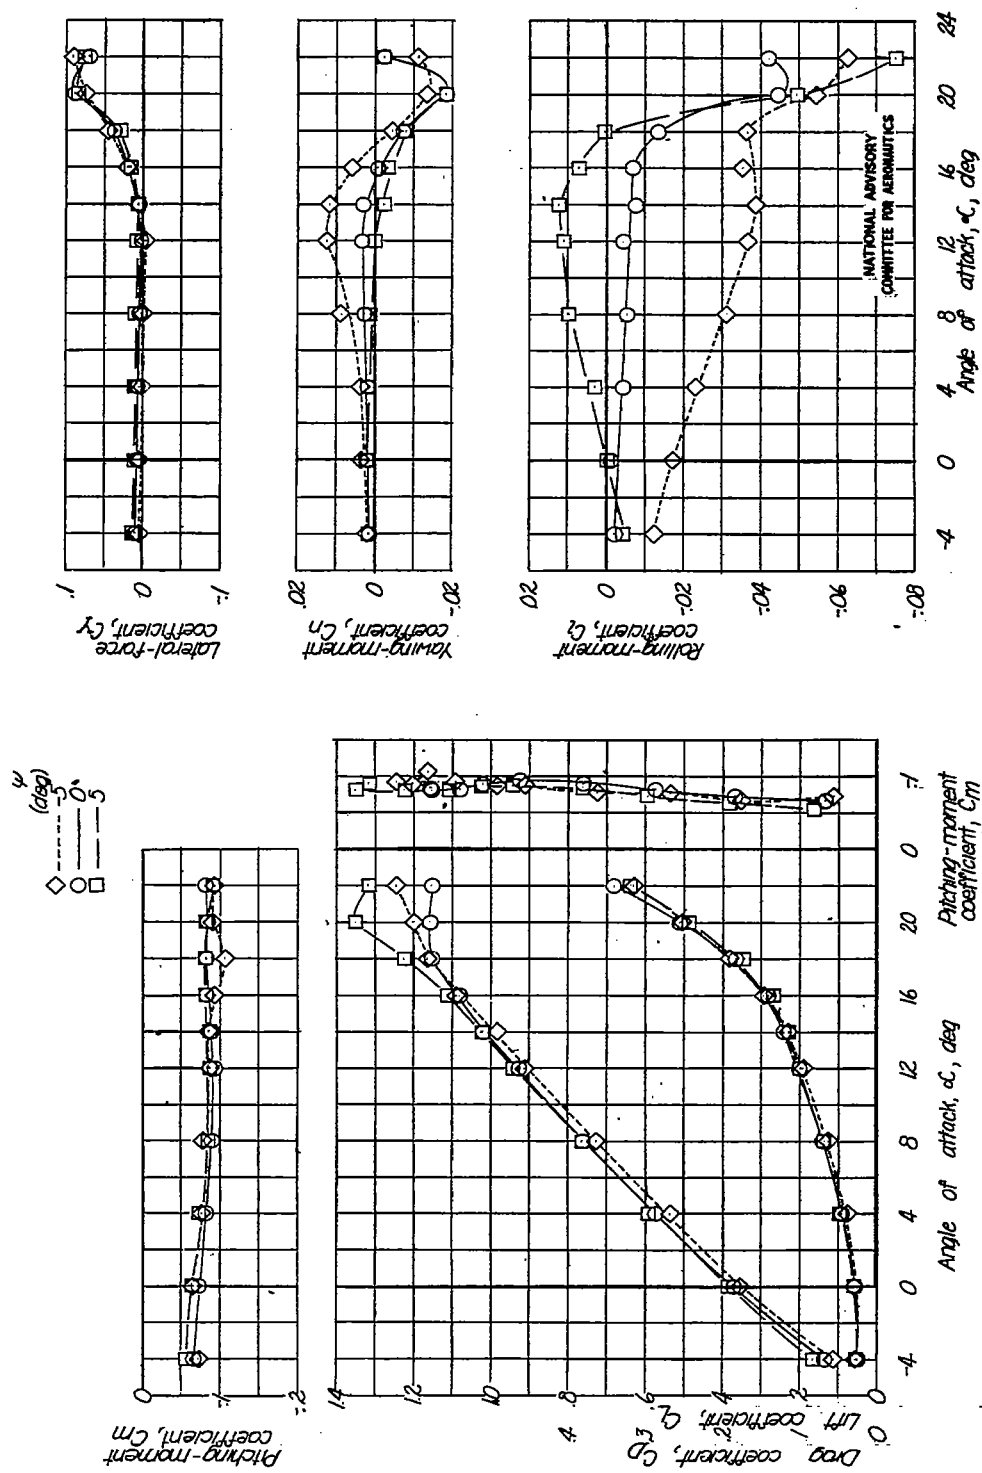 ψ
(deg)
-5
0
5
Pitching-moment
coefficient, Cm
0
-.1
-.2
1.4
1.2
1.0
.8
.6
.4
.2
0
Lift coefficient, CL
.4
.3
.2
.1
0
Drag coefficient, CD
-4
0
4
8
12
16
20
Angle of attack, α, deg
0
-.1
Pitching-moment
coefficient, Cm
Lateral-force
coefficient, CY
.1
0
-.1
Yawing-moment
coefficient, Cn
.02
0
-.02
Rolling-moment
coefficient, Cl
.02
0
-.02
-.04
-.06
-.08
-4
0
4
8
12
16
20
24
Angle of attack, α, deg
NATIONAL ADVISORY
COMMITTEE FOR AERONAUTICS